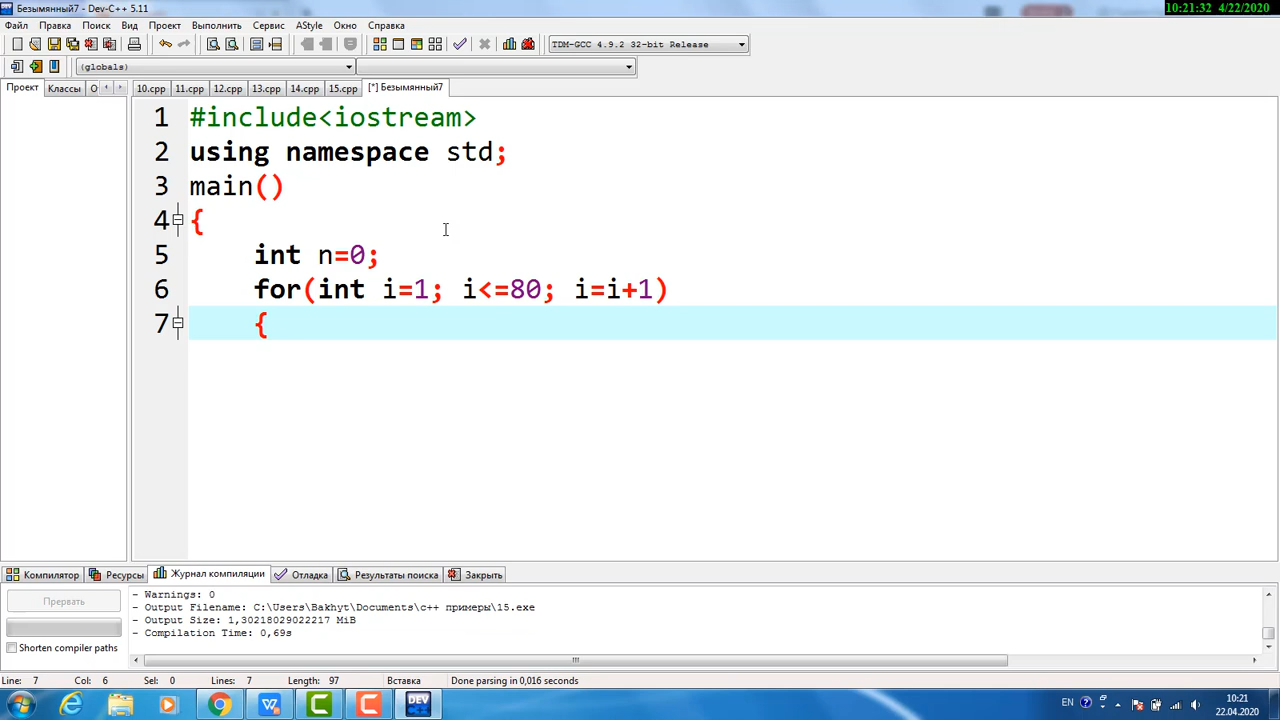 Безымянный7 - Dev-C++ 5.11
10:21:32 4/22/2020
Файл Правка Поиск Вид Проект Выполнить Сервис AStyle Окно Справка
TDM-GCC 4.9.2 32-bit Release
(globals)
Проект Классы О
10.cpp 11.cpp 12.cpp 13.cpp 14.cpp 15.cpp [*] Безымянный7
1 #include<iostream>
2 using namespace std;
3 main()
4 {
5 int n=0;
6 for(int i=1; i<=80; i=i+1)
7 {
Компилятор Ресурсы Журнал компиляции Отладка Результаты поиска Закрыть
Прервать
Shorten compiler paths
- Warnings: 0
- Output Filename: C:\Users\Bakhyt\Documents\c++ примеры\15.exe
- Output Size: 1,30218029022217 MiB
- Compilation Time: 0,69s
Line: 7 Col: 6 Sel: 0 Lines: 7 Length: 97 Вставка Done parsing in 0,016 seconds
EN
10:21
22.04.2020